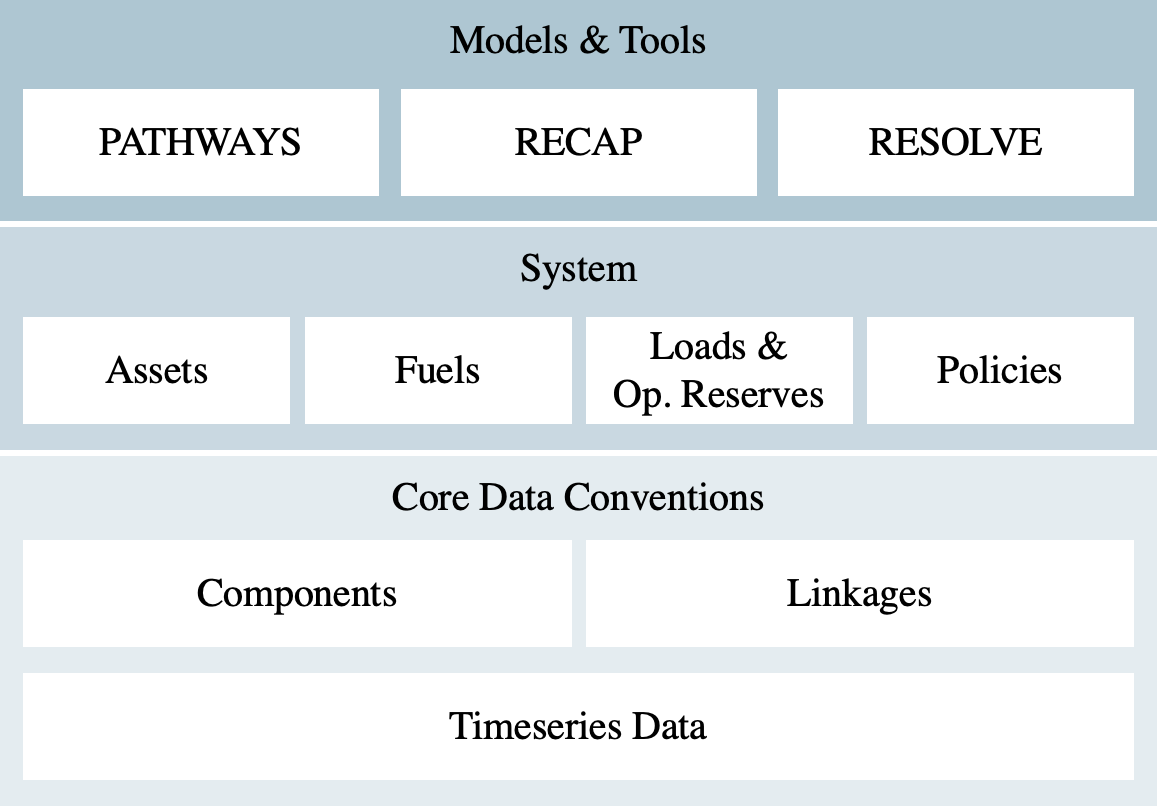 Models & Tools
PATHWAYS
RECAP
RESOLVE
System
Assets
Fuels
Loads &
Op. Reserves
Policies
Core Data Conventions
Components
Linkages
Timeseries Data